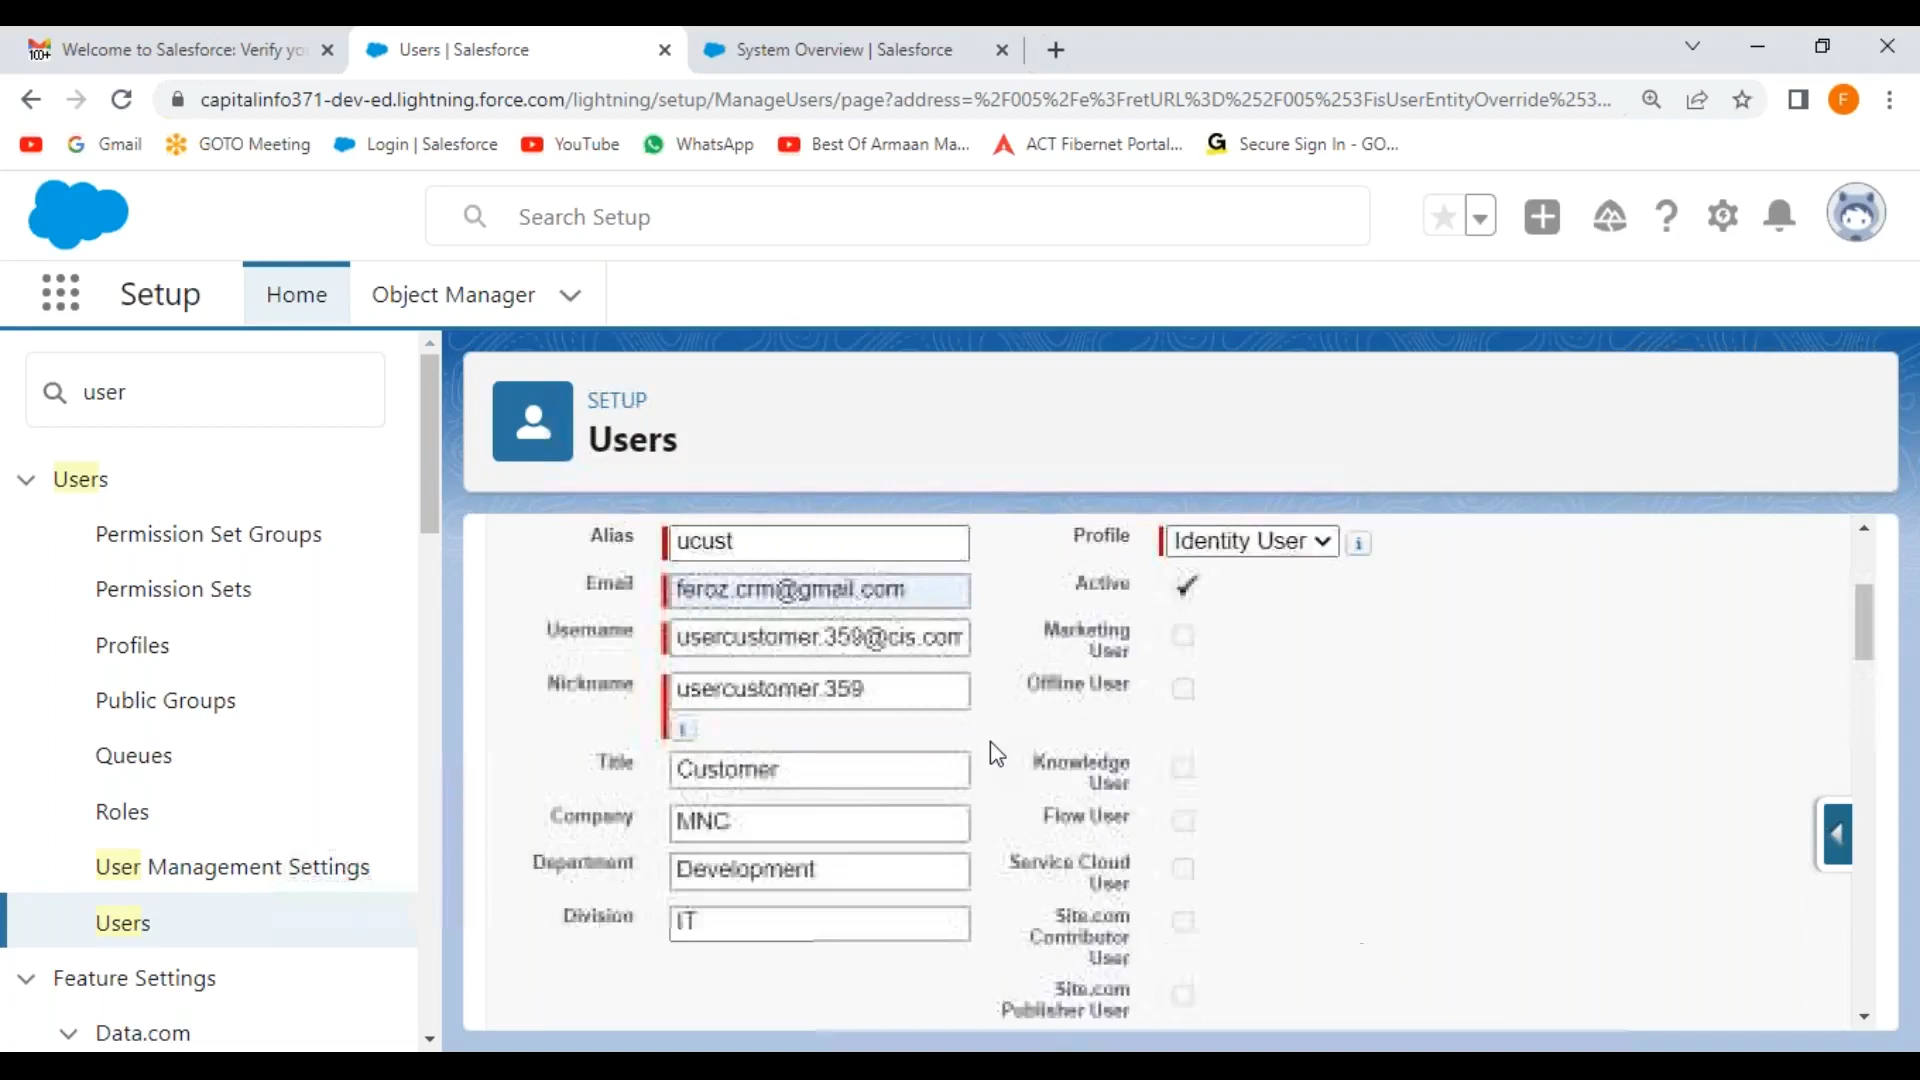 100+
Welcome to Salesforce: Verify yo
Users | Salesforce
System Overview | Salesforce
capitalinfo371-dev-ed.lightning.force.com/lightning/setup/ManageUsers/page?address=%2F005%2Fe%3FretURL%3D%252F005%253FisUserEntityOverride%253...
F
Gmail
GOTO Meeting
Login | Salesforce
YouTube
WhatsApp
Best Of Armaan Ma...
ACT Fibernet Portal...
G
Secure Sign In - GO...
Search Setup
Setup
Home
Object Manager
user
Users
Permission Set Groups
Permission Sets
Profiles
Public Groups
Queues
Roles
User Management Settings
Users
Feature Settings
Data.com
SETUP
Users
Alias
ucust
Profile
Identity User
i
Email
feroz.crm@gmail.com
Active
Username
usercustomer.359@cis.com
Marketing
User
Nickname
usercustomer.359
i
Offline User
Title
Customer
Knowledge
User
Company
MNC
Flow User
Department
Development
Service Cloud
User
Division
IT
Site.com
Contributor
User
Site.com
Publisher User